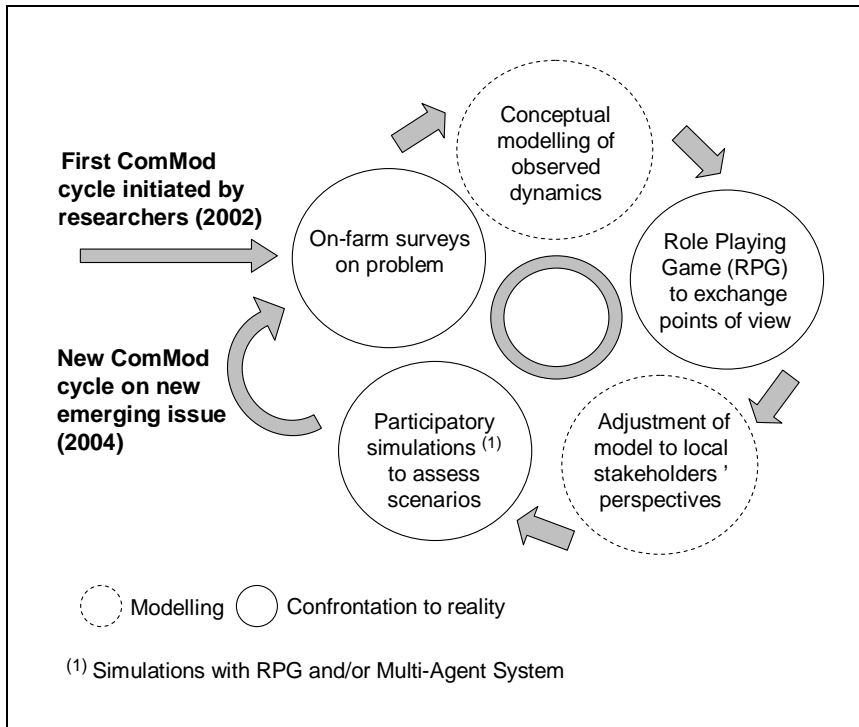 First ComMod
cycle initiated by
researchers (2002)
On-farm surveys
on problem
Conceptual
modelling of
observed
dynamics
Role Playing
Game (RPG)
to exchange
points of view
Adjustment of
model to local
stakeholders ’
perspectives
Participatory
simulations (1)
to assess
scenarios
New ComMod
cycle on new
emerging issue
(2004)
Modelling
Confrontation to reality
(1) Simulations with RPG and/or Multi-Agent System